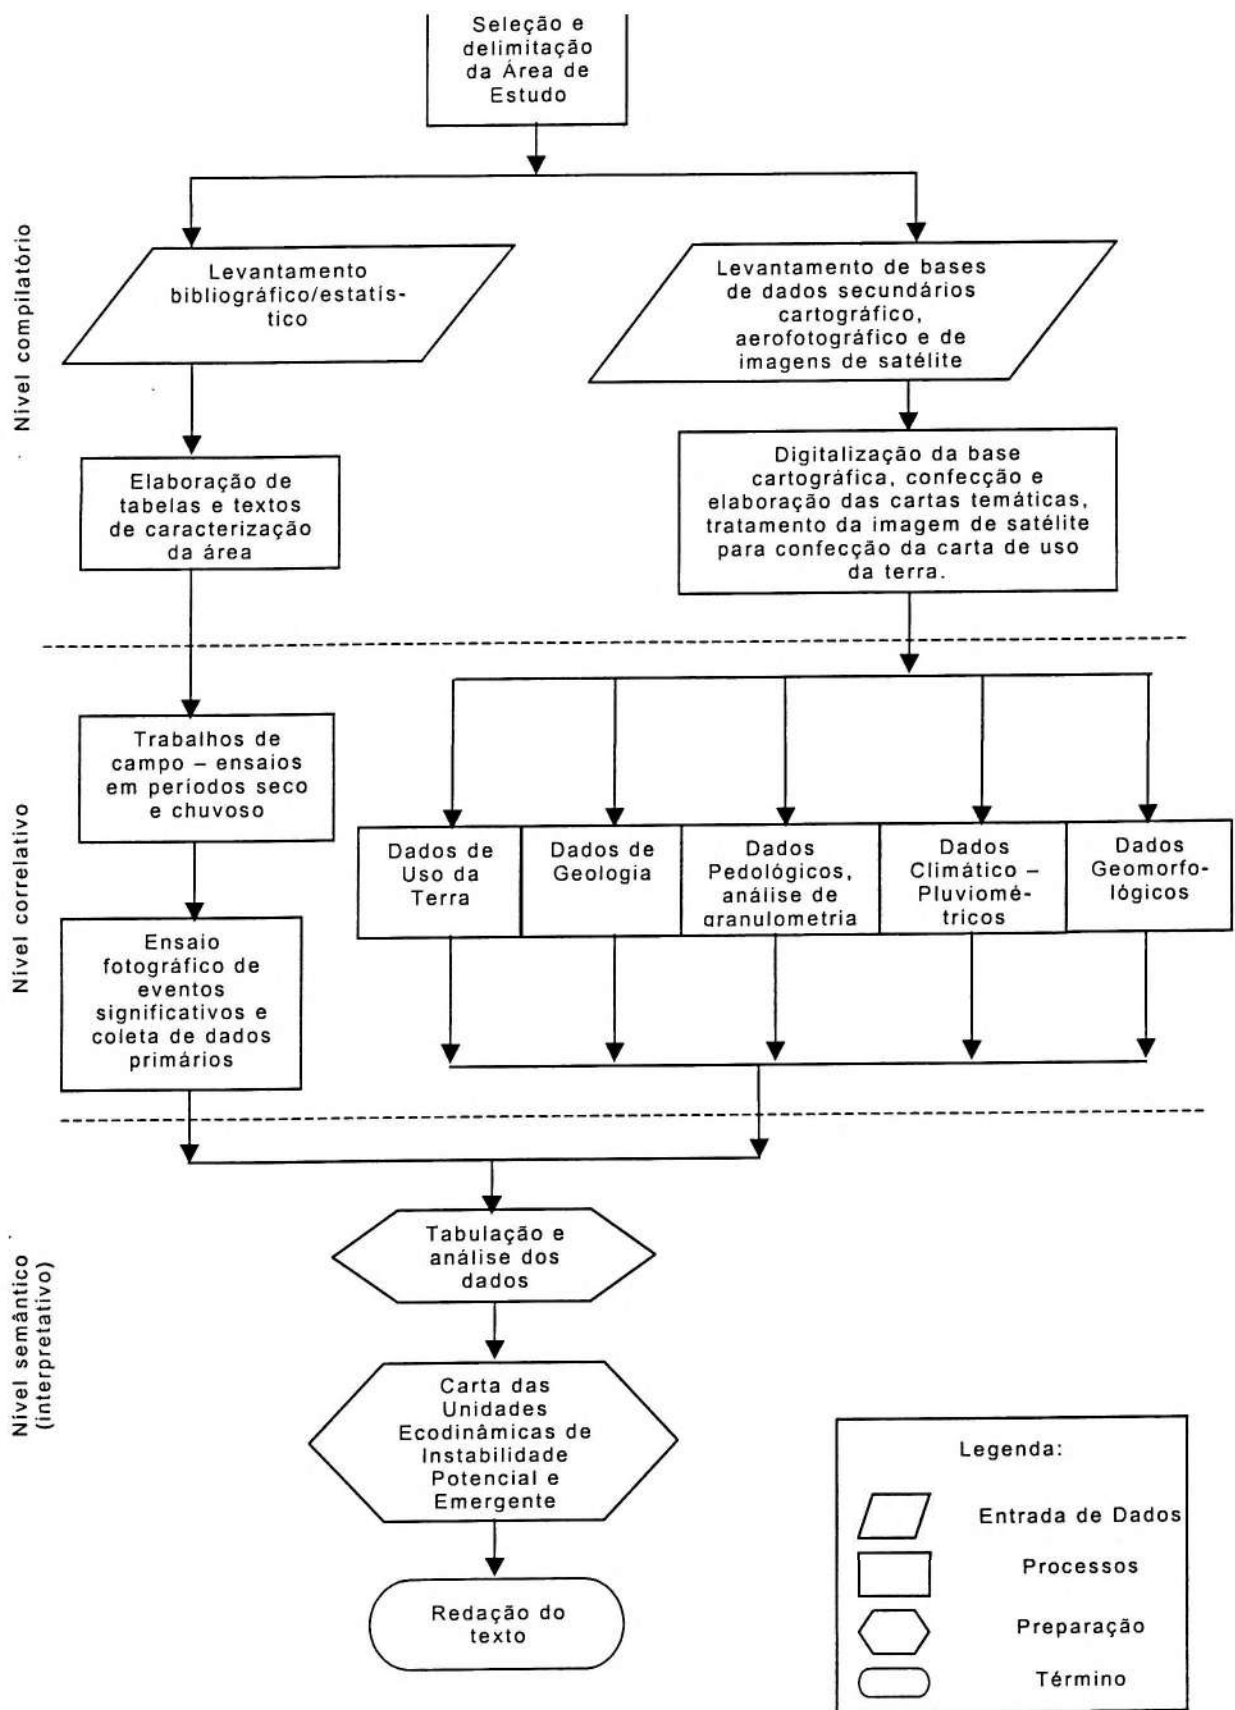 Seleção e
delimitação
da Área de
Estudo
Nível compilatório
Levantamento
bibliográfico/estatís-
tico
Levantamento de bases
de dados secundários
cartográfico,
aerofotográfico e de
imagens de satélite
Elaboração de
tabelas e textos
de caracterização
da área
Digitalização da base
cartográfica, confecção e
elaboração das cartas temáticas,
tratamento da imagem de satélite
para confecção da carta de uso
da terra.
Nível correlativo
Trabalhos de
campo – ensaios
em períodos seco
e chuvoso
Dados de
Uso da
Terra
Dados de
Geologia
Dados
Pedológicos,
análise de
granulometria
Dados
Climático –
Pluviomé-
tricos
Dados
Geomorfo-
lógicos
Ensaio
fotográfico de
eventos
significativos e
coleta de dados
primários
Nível semântico
(interpretativo)
Tabulação e
análise dos
dados
Carta das
Unidades
Ecodinâmicas de
Instabilidade
Potencial e
Emergente
Redação do
texto
Legenda:
Entrada de Dados
Processos
Preparação
Término